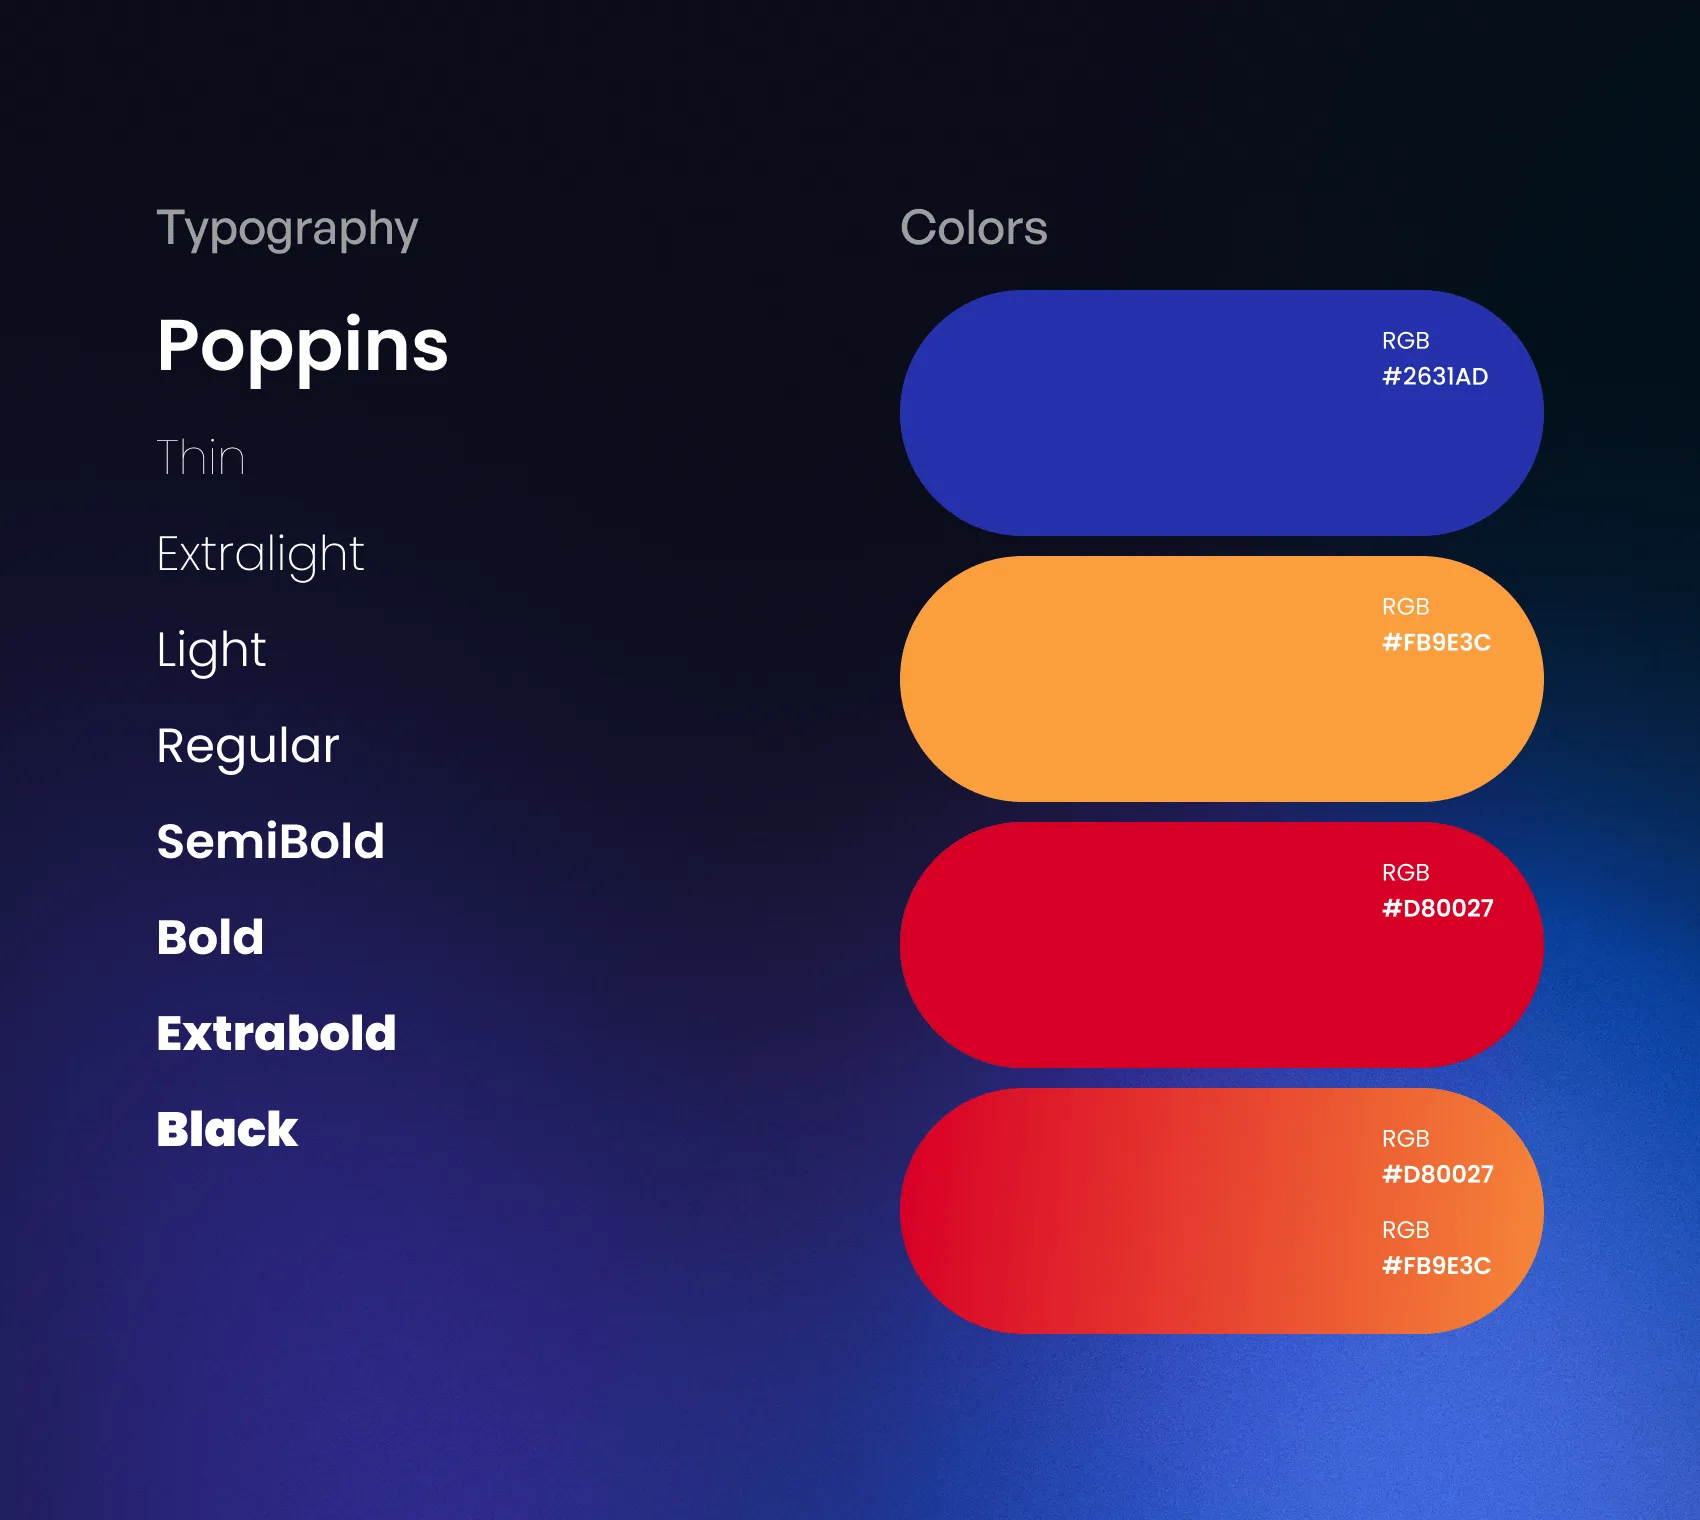 Typography
Poppins
Thin
Extralight
Light
Regular
SemiBold
Bold
Extrabold
Black
Colors
RGB
#2631AD
RGB
#FB9E3C
RGB
#D80027
RGB
#D80027
RGB
#FB9E3C